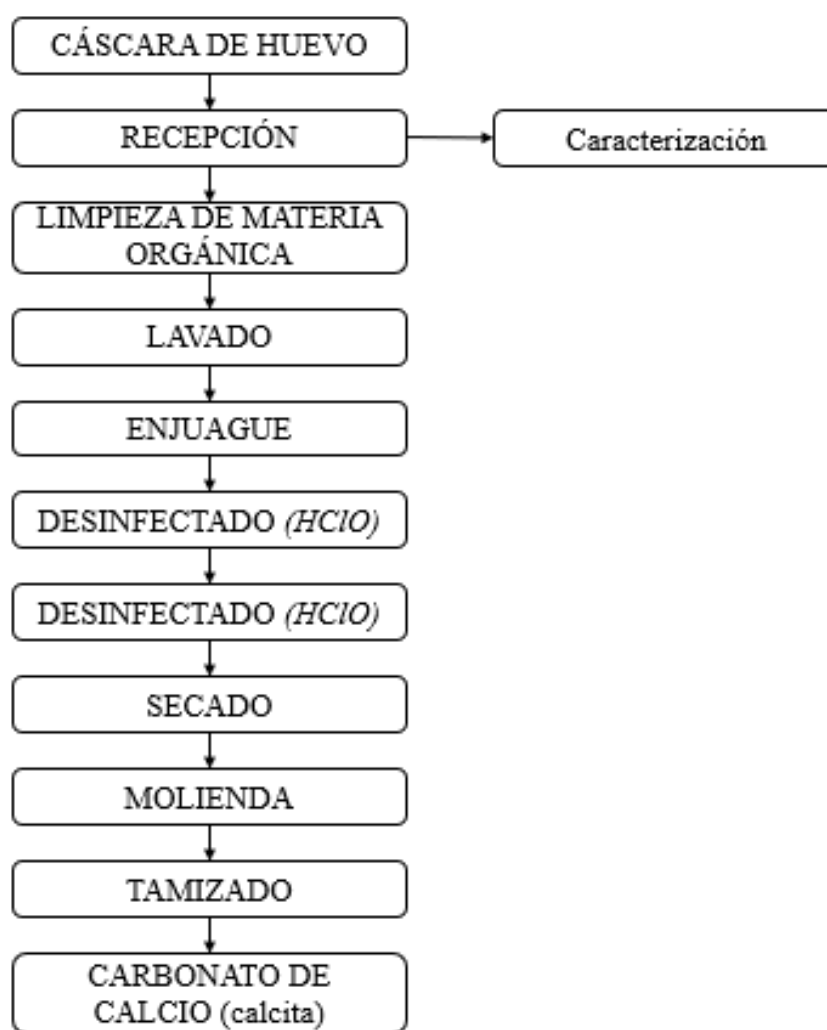 CÁSCARA DE HUEVO
RECEPCIÓN
Caracterización
LIMPIEZA DE MATERIA
ORGÁNICA
LAVADO
ENJUAGUE
DESINFECTADO (HClO)
DESINFECTADO (HClO)
SECADO
MOLIENDA
TAMIZADO
CARBONATO DE
CALCIO (calcita)